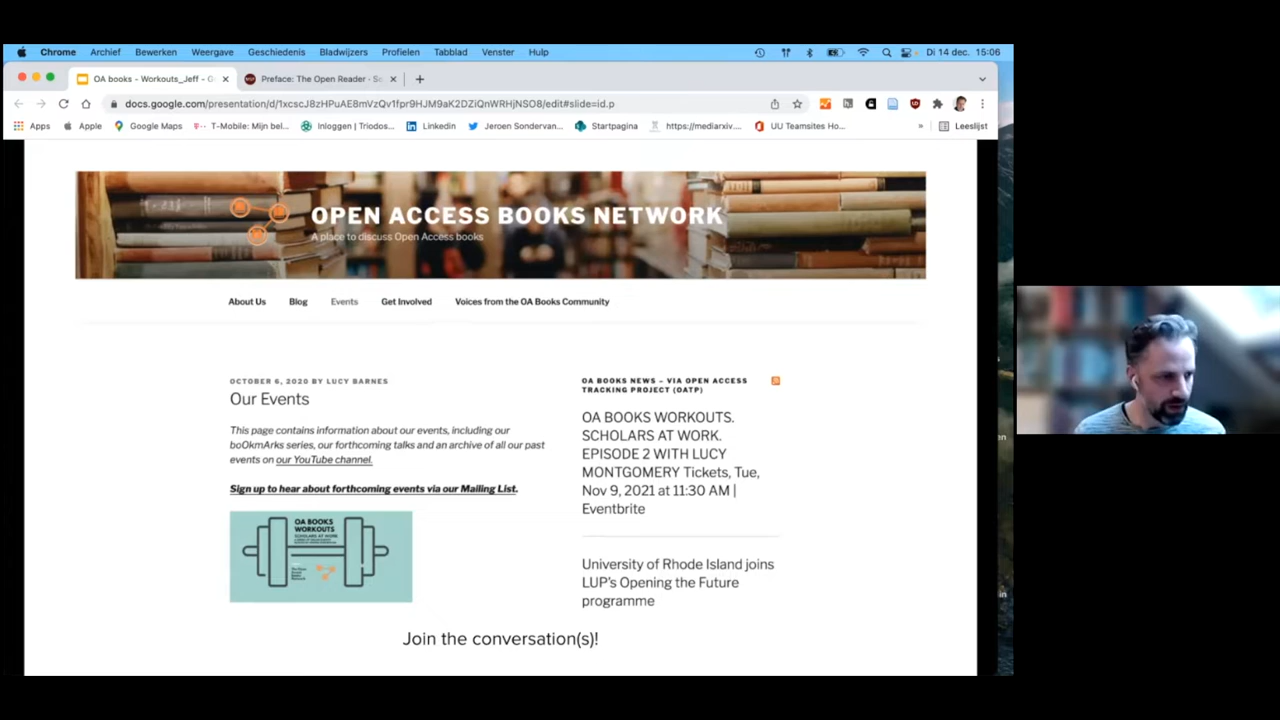 Chrome Archief Bewerken Weergave Geschiedenis Bladwijzers Profielen Tabblad Venster Hulp Di 14 dec. 15:06
OA books - Workouts_Jeff - G Preface: The Open Reader - Sc
docs.google.com/presentation/d/1xcscJ8zHPuAE8mVzQv1fpr9HJM9aK2DZiQnWRHjNSO8/edit#slide=id.p
Apps Apple Google Maps T-Mobile: Mijn bel... Inloggen | Triodos... Linkedin Jeroen Sondervan... Startpagina https://mediarxiv.... UU Teamsites Ho... » Leeslijst
OPEN ACCESS BOOKS NETWORK
A place to discuss Open Access books
About Us Blog Events Get Involved Voices from the OA Books Community
OCTOBER 6, 2020 BY LUCY BARNES
Our Events
This page contains information about our events, including our
boOkmArks series, our forthcoming talks and an archive of all our past
events on our YouTube channel.
Sign up to hear about forthcoming events via our Mailing List.
OA BOOKS
WORKOUTS
SCHOLARS AT WORK
OA BOOKS NEWS – VIA OPEN ACCESS
TRACKING PROJECT (OATP)
OA BOOKS WORKOUTS.
SCHOLARS AT WORK.
EPISODE 2 WITH LUCY
MONTGOMERY Tickets, Tue,
Nov 9, 2021 at 11:30 AM |
Eventbrite
University of Rhode Island joins
LUP's Opening the Future
programme
Join the conversation(s)!